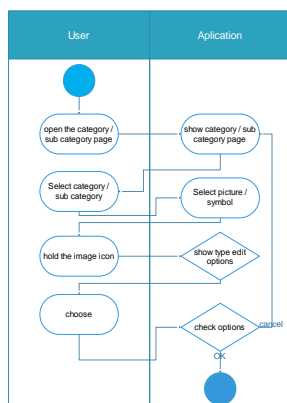 User
Aplication
open the category /
sub category page
show category / sub
category page
Select category /
sub category
Select picture /
symbol
hold the image icon
show type edit
options
choose
check options
cancel
OK